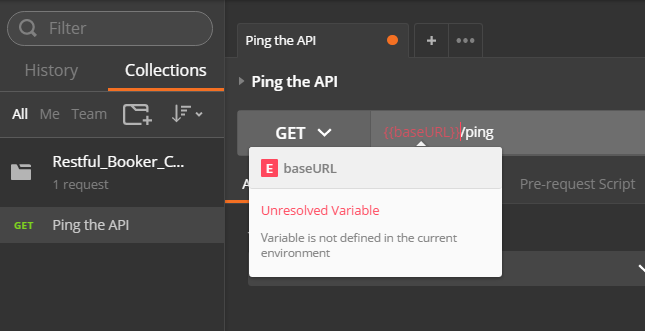 Filter
Ping the API
History
Collections
Ping the API
All Me Team
GET
{{baseURL}}/ping
Restful_Booker_C...
1 request
E baseURL
Pre-request Script
GET Ping the API
Unresolved Variable
Variable is not defined in the current
environment